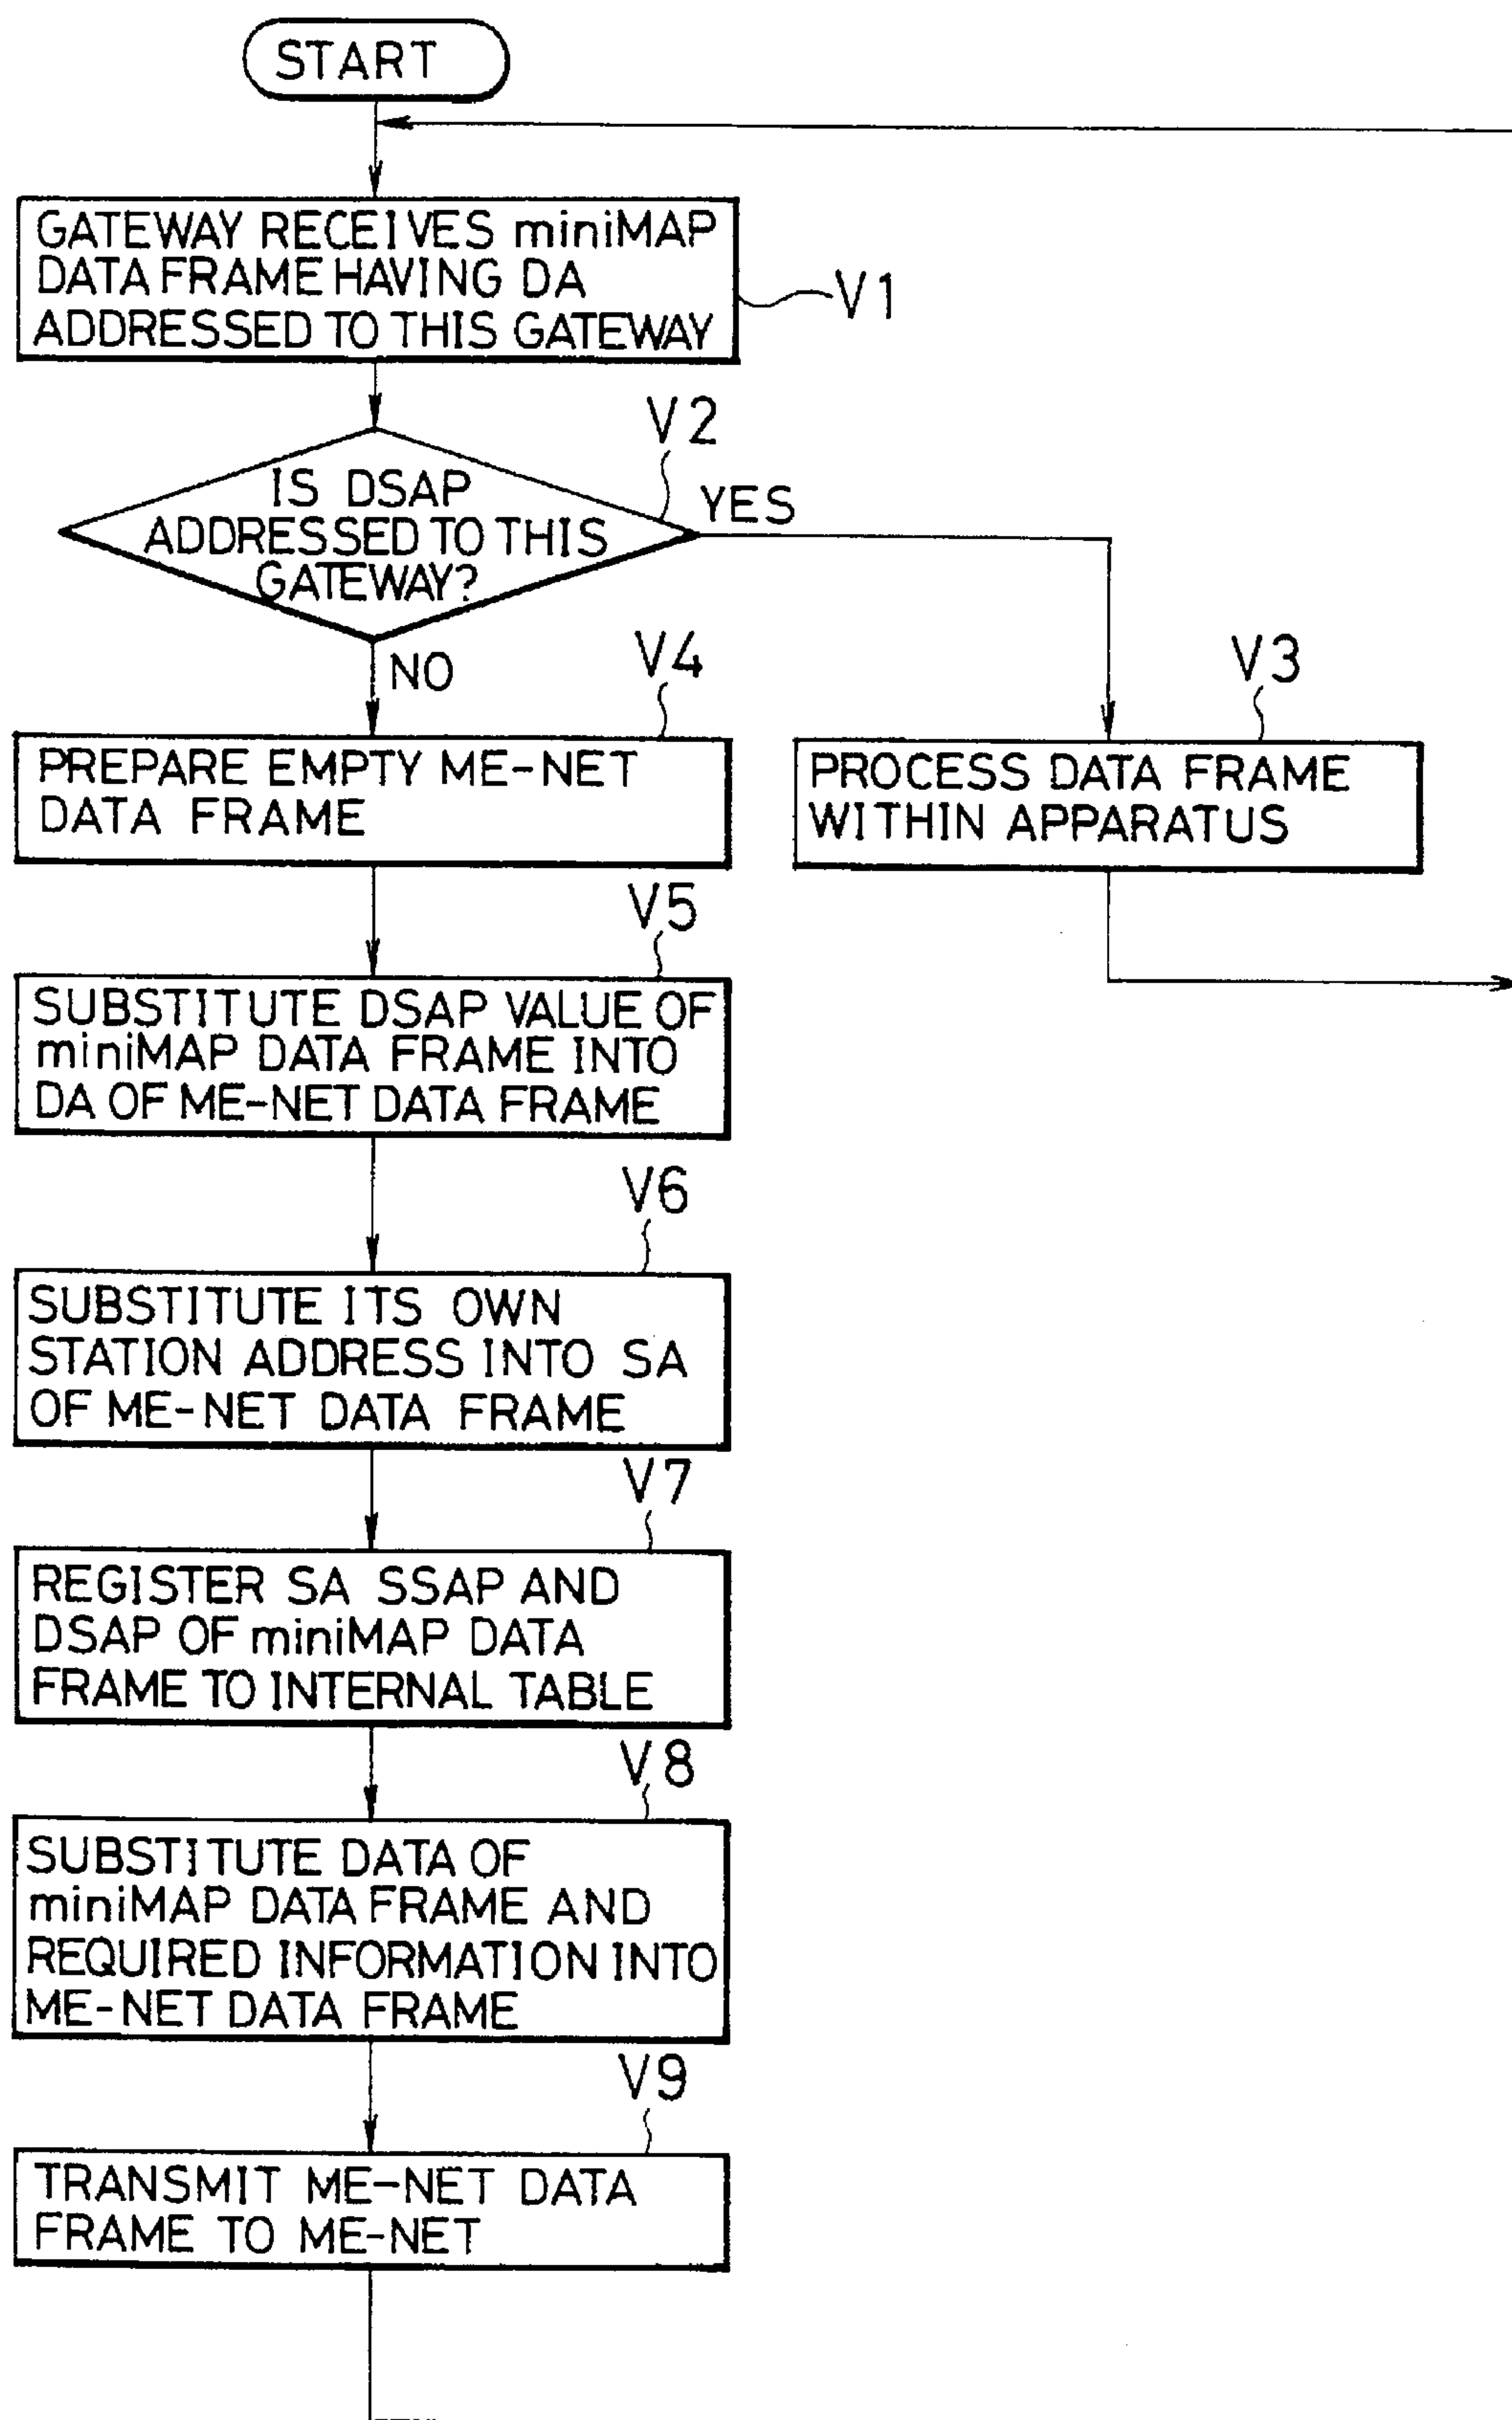 START
GATEWAY RECEIVES miniMAP
DATA FRAME HAVING DA
ADDRESSED TO THIS GATEWAY
V1
V2
IS DSAP
ADDRESSED TO THIS
GATEWAY?
YES
NO
V4
V3
PREPARE EMPTY ME-NET
DATA FRAME
PROCESS DATA FRAME
WITHIN APPARATUS
V5
SUBSTITUTE DSAP VALUE OF
miniMAP DATA FRAME INTO
DA OF ME-NET DATA FRAME
V6
SUBSTITUTE ITS OWN
STATION ADDRESS INTO SA
OF ME-NET DATA FRAME
V7
REGISTER SA SSAP AND
DSAP OF miniMAP DATA
FRAME TO INTERNAL TABLE
V8
SUBSTITUTE DATA OF
miniMAP DATA FRAME AND
REQUIRED INFORMATION INTO
ME-NET DATA FRAME
V9
TRANSMIT ME-NET DATA
FRAME TO ME-NET